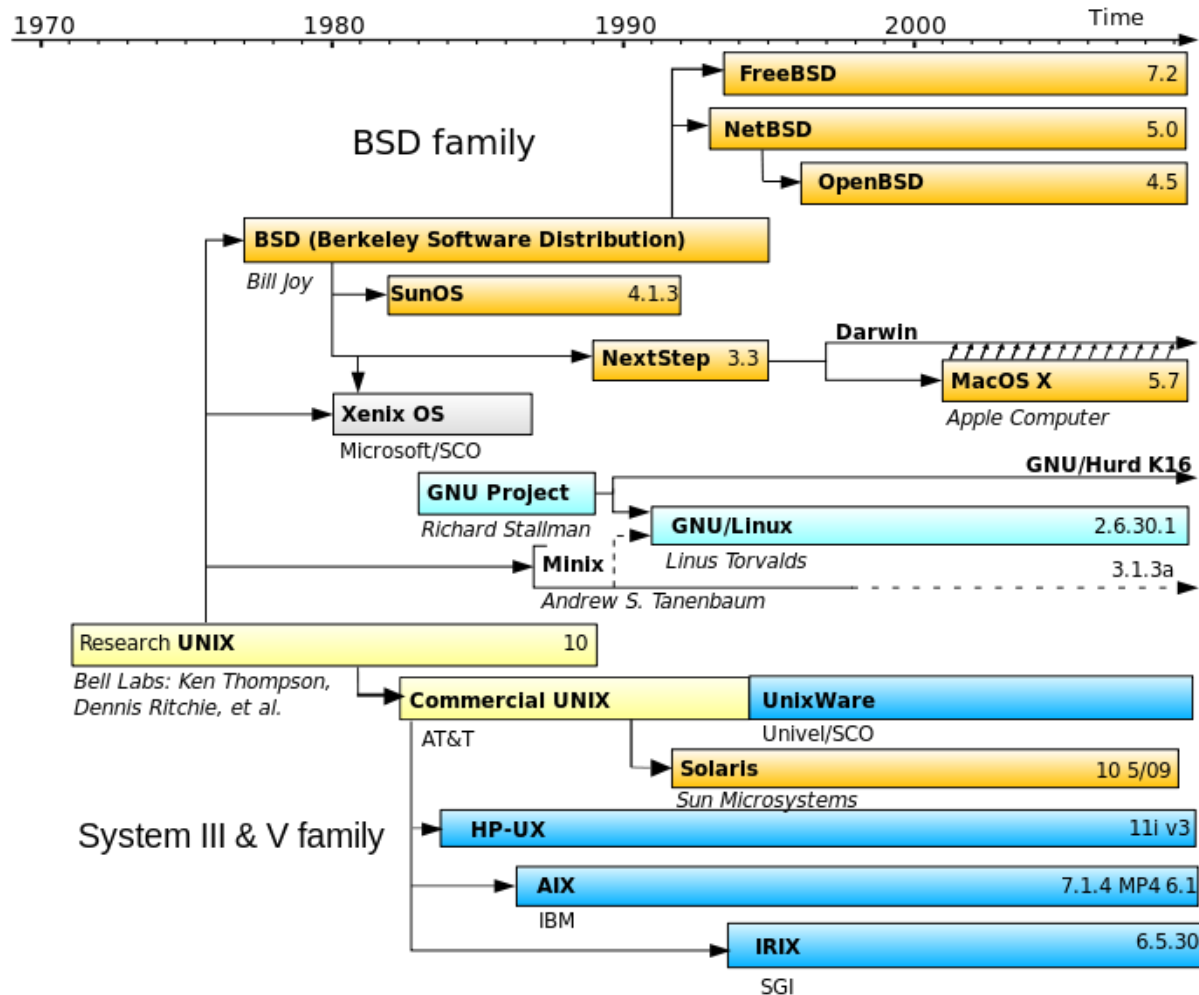 1970 1980 1990 2000 Time
FreeBSD 7.2
BSD family
NetBSD 5.0
OpenBSD 4.5
BSD (Berkeley Software Distribution)
Bill Joy
SunOS 4.1.3
Darwin
NextStep 3.3
MacOS X 5.7
Apple Computer
Xenix OS
Microsoft/SCO
GNU/Hurd K16
GNU Project
Richard Stallman
GNU/Linux 2.6.30.1
Linus Torvalds
Minix 3.1.3a
Andrew S. Tanenbaum
Research UNIX 10
Bell Labs: Ken Thompson,
Dennis Ritchie, et al.
Commercial UNIX
AT&T
UnixWare
Univel/SCO
Solaris 10 5/09
Sun Microsystems
System III & V family
HP-UX 11i v3
AIX 7.1.4 MP4 6.1
IBM
IRIX 6.5.30
SGI